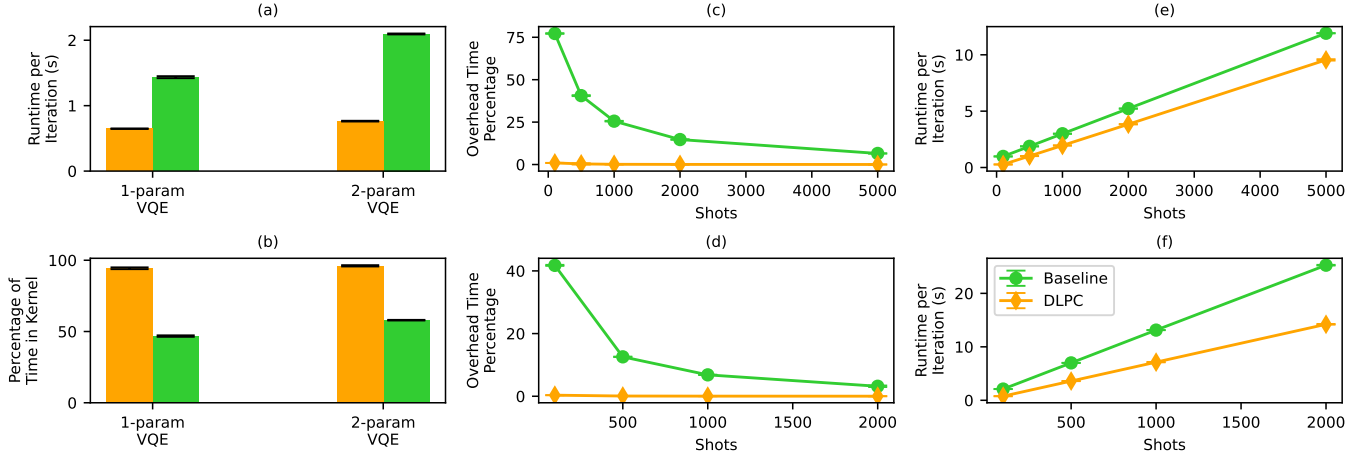 (a)
Runtime per
Iteration (s)
2
1
0
1-param
VQE
2-param
VQE
(b)
Percentage of
Time in Kernel
100
50
0
1-param
VQE
2-param
VQE
(c)
Overhead Time
Percentage
75
50
25
0
0 1000 2000 3000 4000 5000
Shots
(d)
Overhead Time
Percentage
40
20
0
500 1000 1500 2000
Shots
(e)
Runtime per
Iteration (s)
10
5
0
0 1000 2000 3000 4000 5000
Shots
(f)
Runtime per
Iteration (s)
20
10
0
Baseline
DLPC
500 1000 1500 2000
Shots